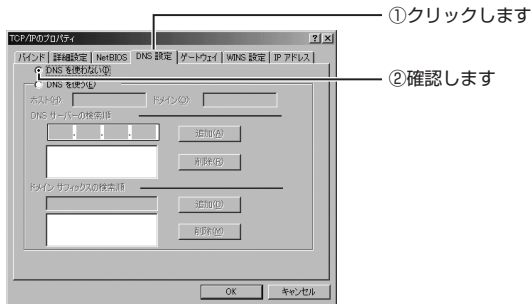 ①クリックします
TCP/IPのプロパティ
バインド 詳細設定 NetBIOS DNS 設定 ゲートウェイ WINS 設定 IP アドレス
DNS を使わない(I)
②確認します
DNS を使う(E)
ホスト(H) ドメイン(O)
DNS サーバーの検索順
追加(A)
削除(R)
ドメイン サフィックスの検索順
追加(D)
削除(M)
OK キャンセル